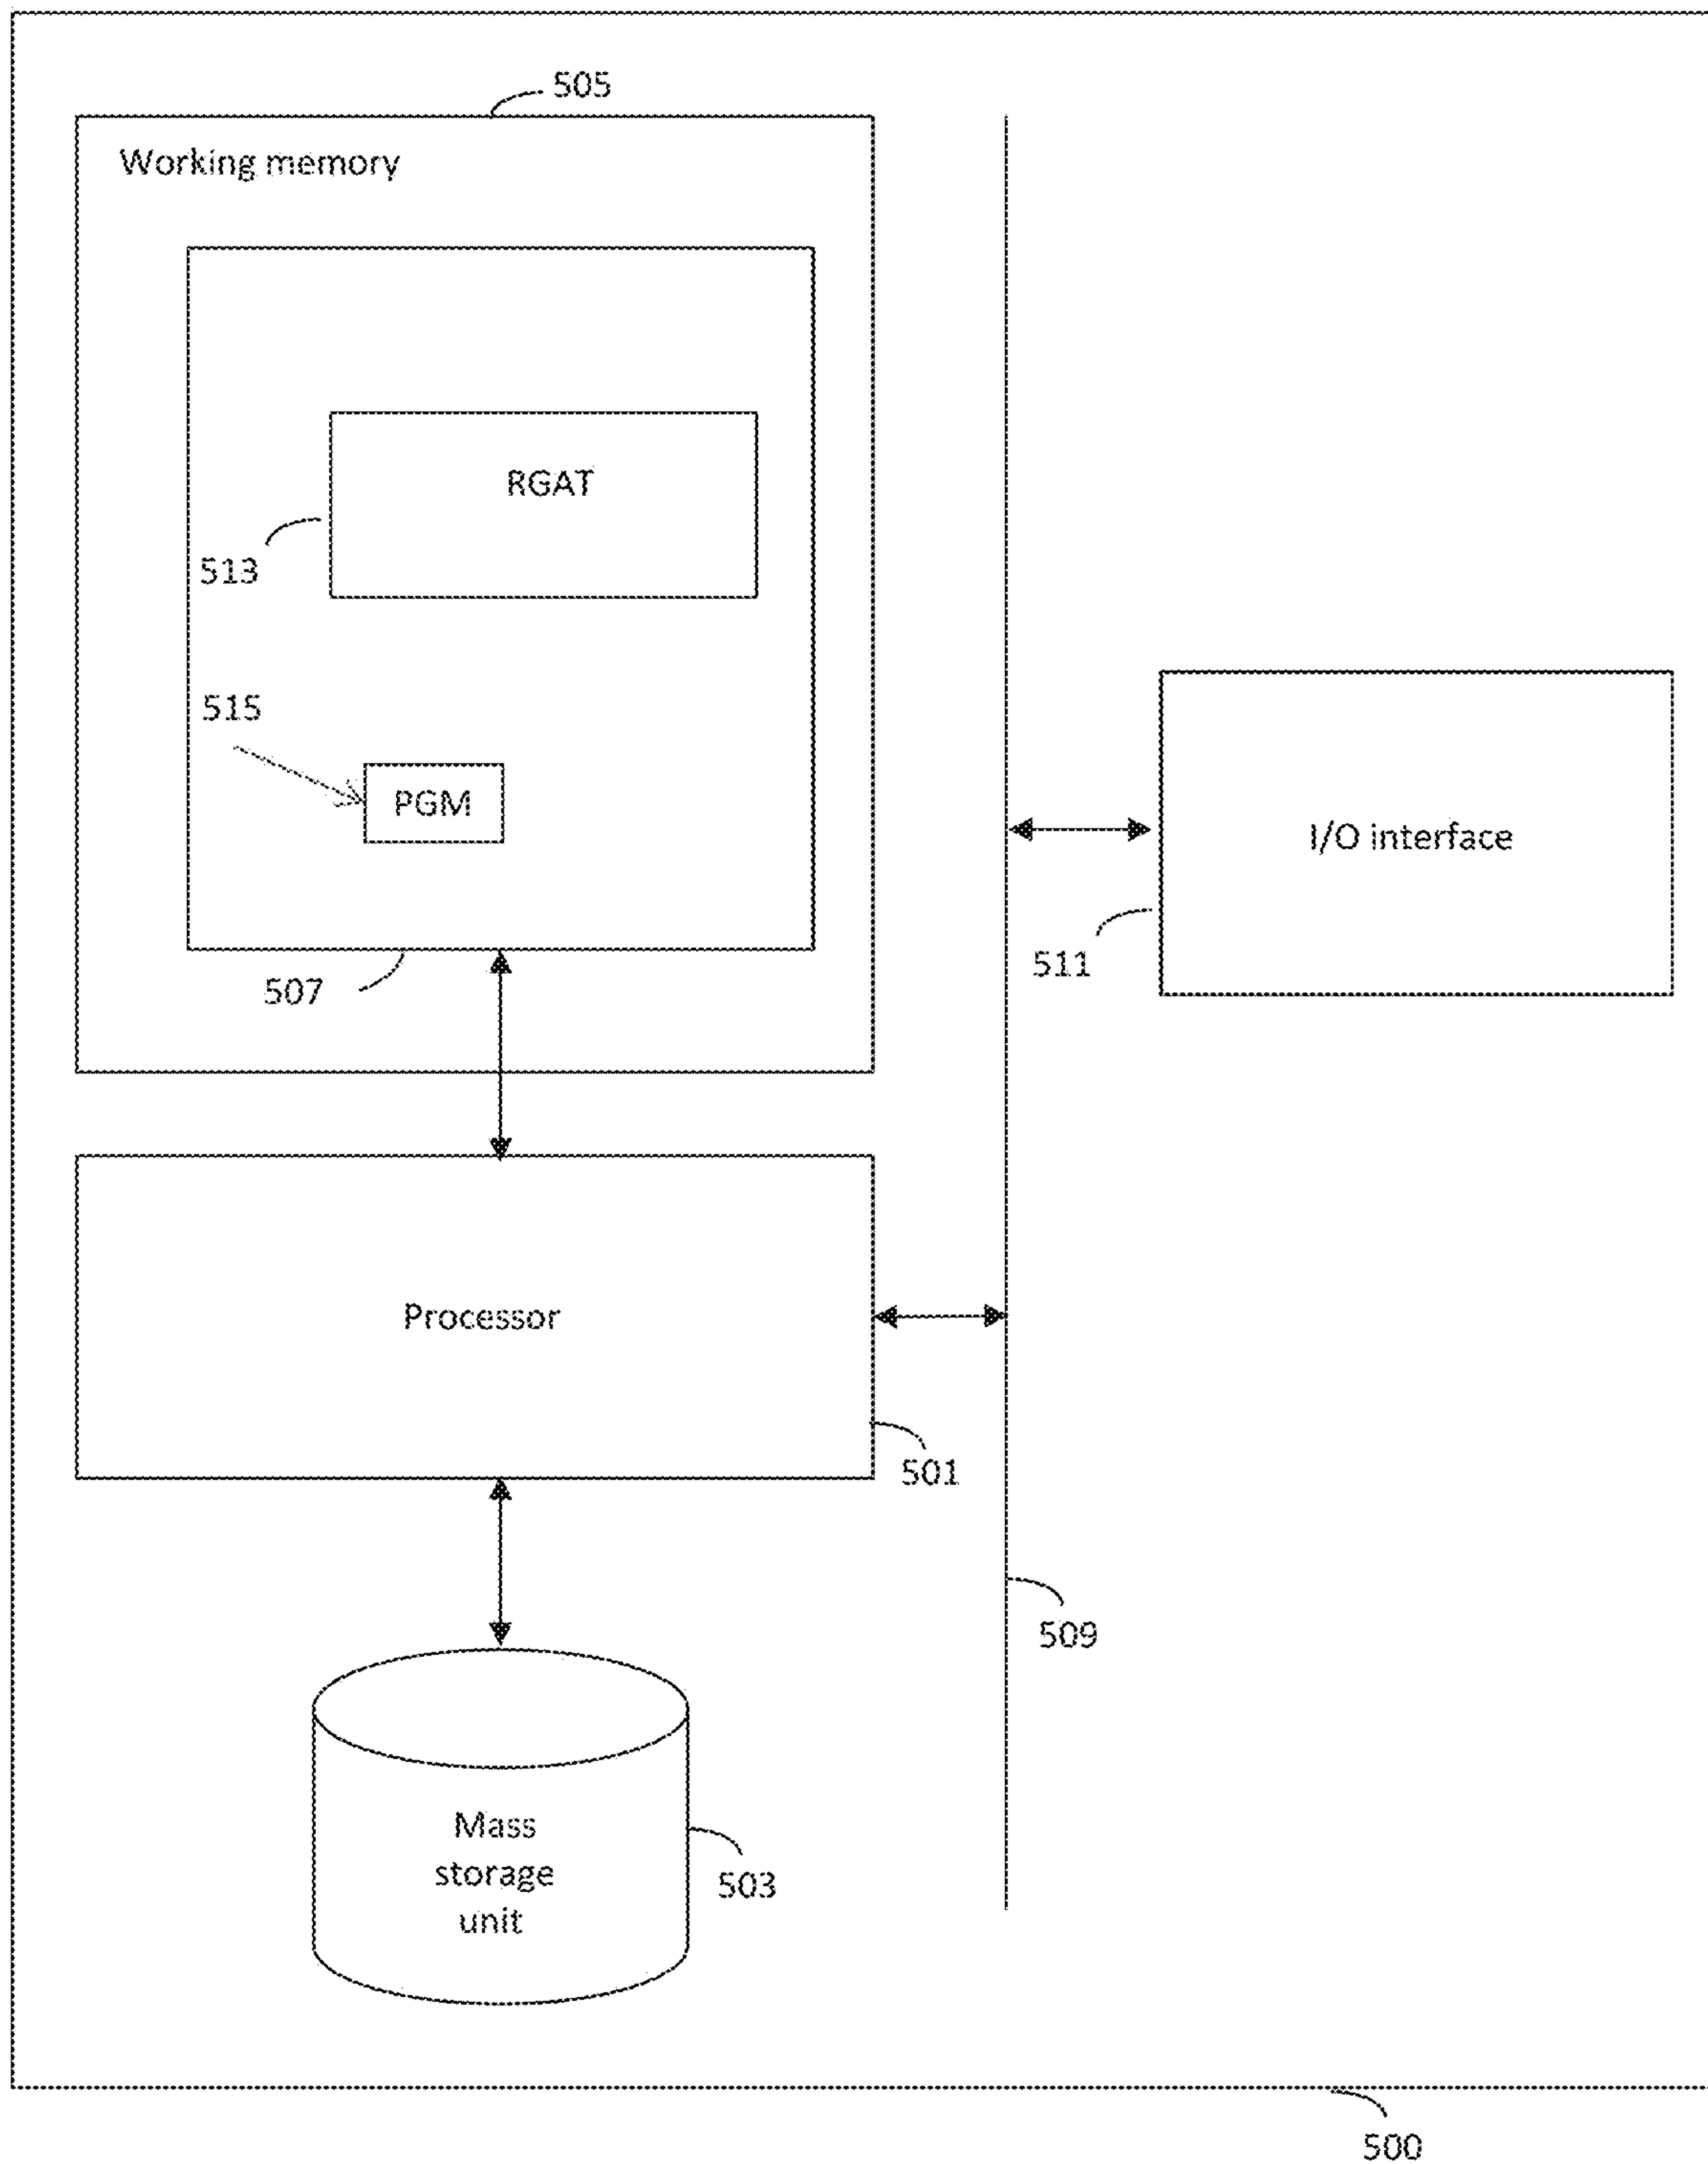 505
Working memory
RGAT
513
515
PGM
I/O interface
511
507
Processor
501
509
Mass
storage
unit
503
500